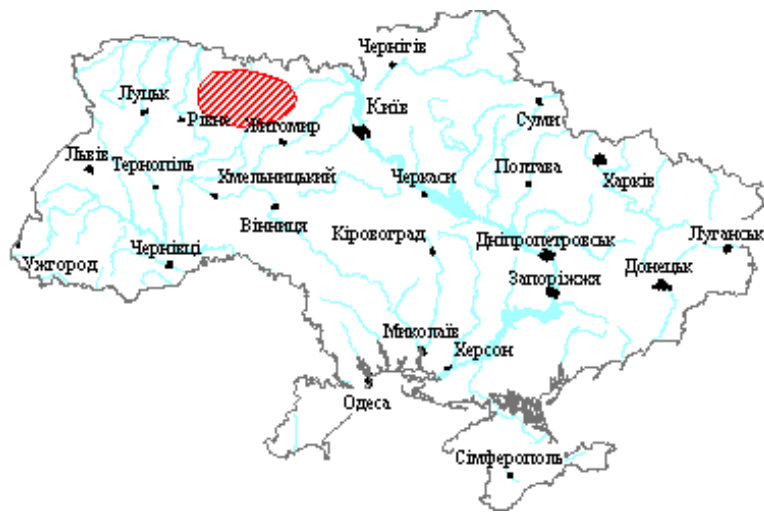 Чернігів
Луцьк
Рівне
Київ
Суми
Житомир
Львів
Тернопіль
Хмельницький
Черкаси
Полтава
Харків
Вінниця
Кіровоград
Дніпропетровськ
Луганськ
Чернівці
Ужгород
Запоріжжя
Донецьк
Миколаїв
Херсон
Одеса
Сімферополь